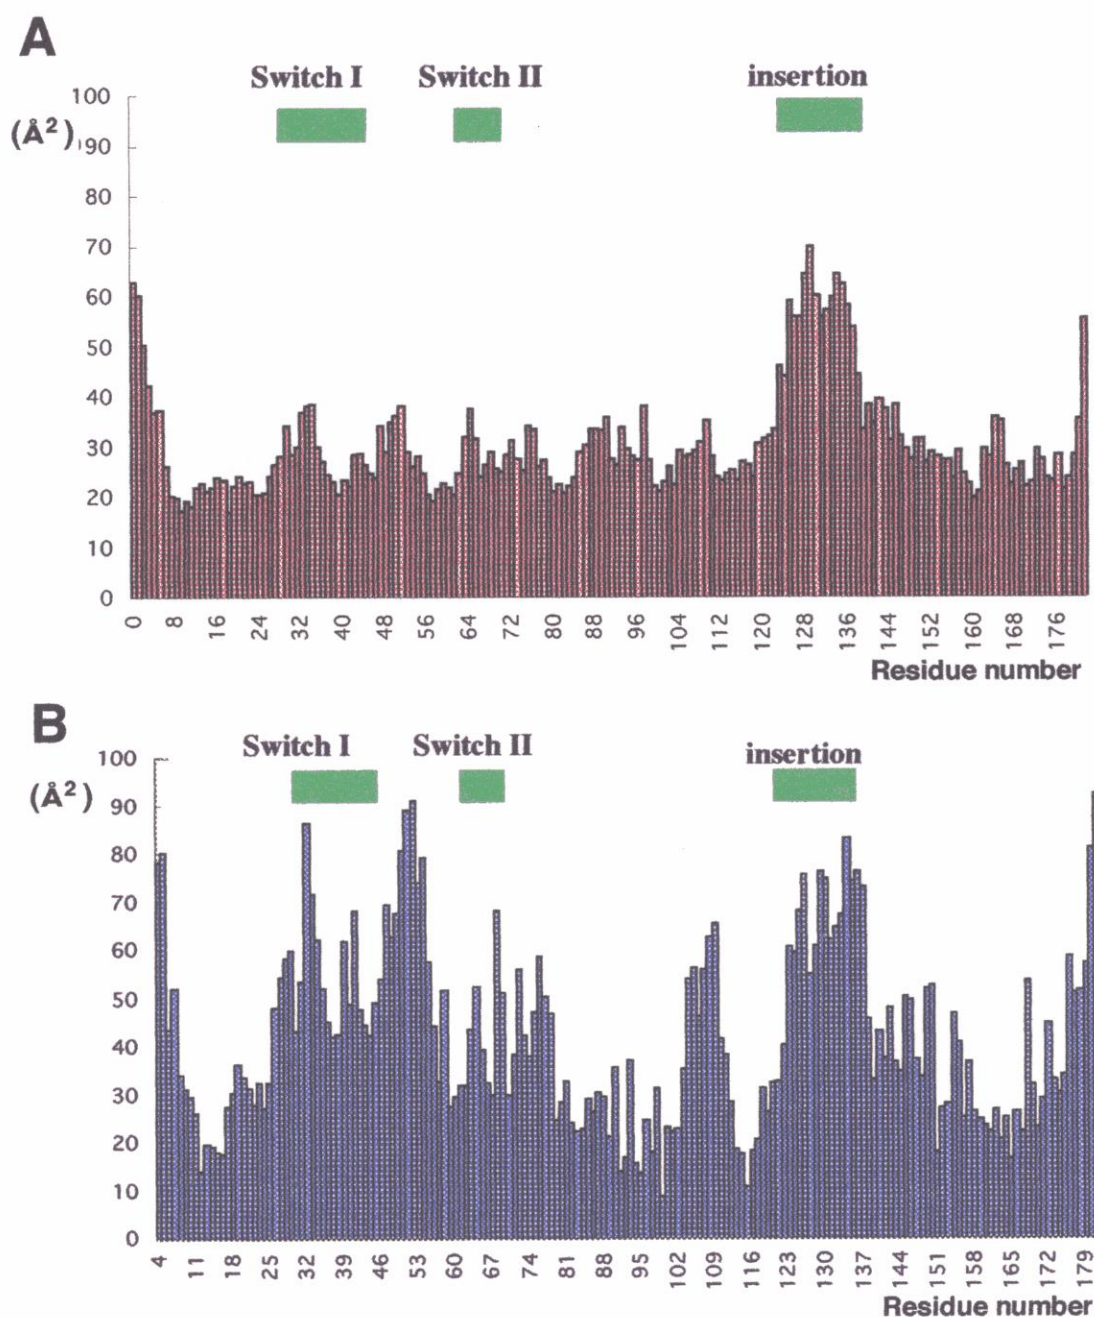 A
Switch I Switch II insertion
100
(Å²) 90
80
70
60
50
40
30
20
10
0
0 8 16 24 32 40 48 56 64 72 80 88 96 104 112 120 128 136 144 152 160 168 176
Residue number
B
Switch I Switch II insertion
100
(Å²) 90
80
70
60
50
40
30
20
10
0
4 11 18 25 32 39 46 53 60 67 74 81 88 95 102 109 116 123 130 137 144 151 158 165 172 179
Residue number